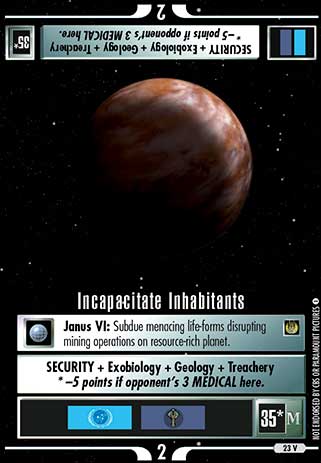 2
SECURITY + Exobiology + Geology + Treachery
* –5 points if opponent's 3 MEDICAL here.
35*
Incapacitate Inhabitants
Janus VI: Subdue menacing life-forms disrupting
mining operations on resource-rich planet.
SECURITY + Exobiology + Geology + Treachery
* –5 points if opponent's 3 MEDICAL here.
35* M
2
23 V
NOT ENDORSED BY CBS OR PARAMOUNT PICTURES